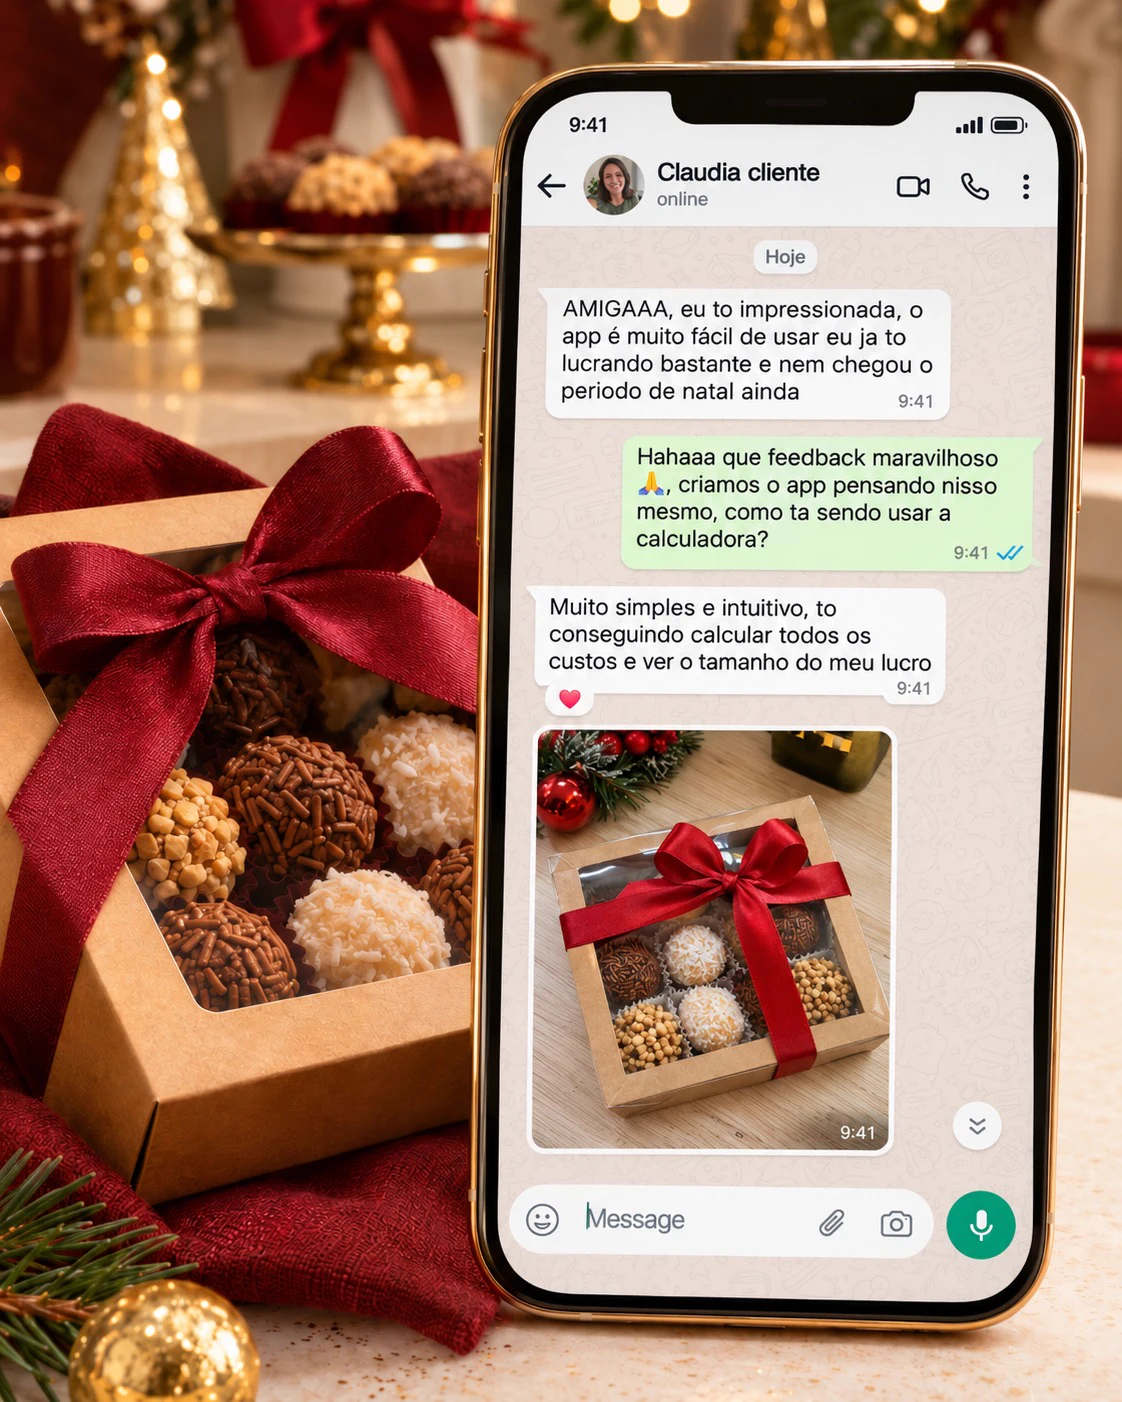 9:41
Claudia cliente
online
Hoje
AMIGAAA, eu to impressionada, o
app é muito fácil de usar eu ja to
lucrando bastante e nem chegou o
periodo de natal ainda
9:41
Hahaaa que feedback maravilhoso
🙏, criamos o app pensando nisso
mesmo, como ta sendo usar a
calculadora?
9:41
Muito simples e intuitivo, to
conseguindo calcular todos os
custos e ver o tamanho do meu lucro
9:41
9:41
Message